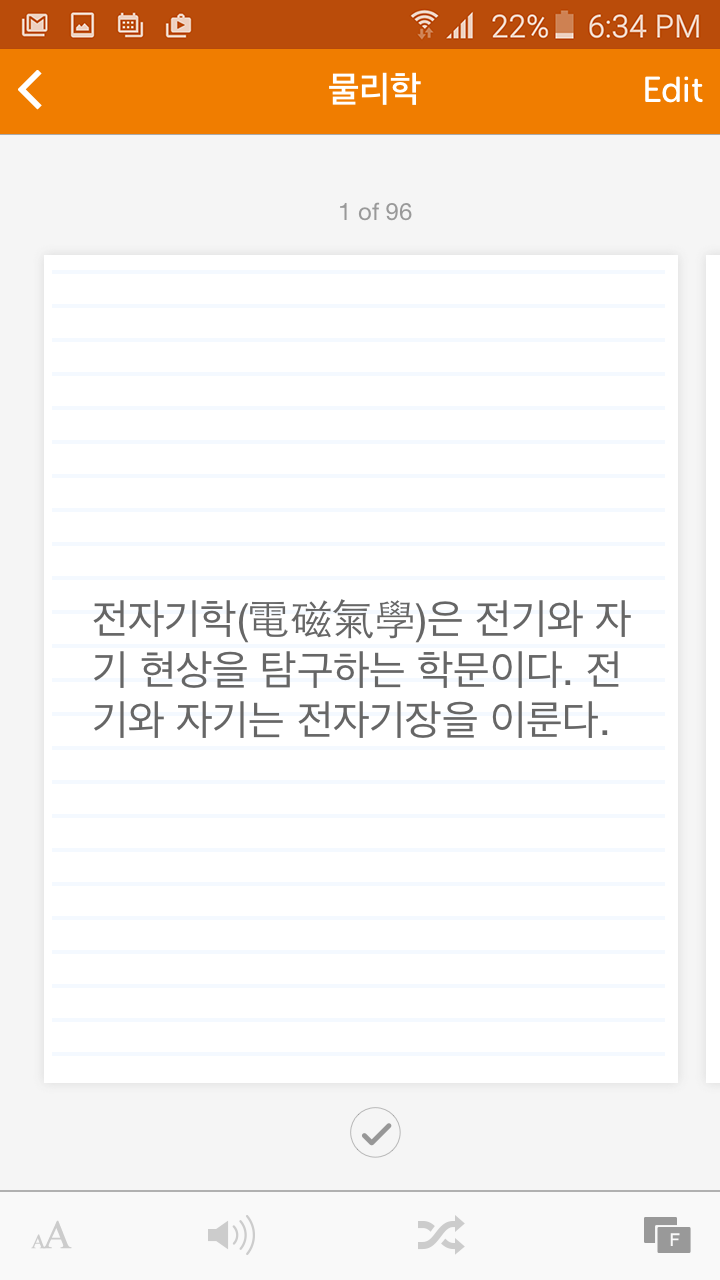 22% 6:34 PM
물리학 Edit
1 of 96
전자기학(電磁氣學)은 전기와 자
기 현상을 탐구하는 학문이다. 전
기와 자기는 전자기장을 이룬다.
AA F